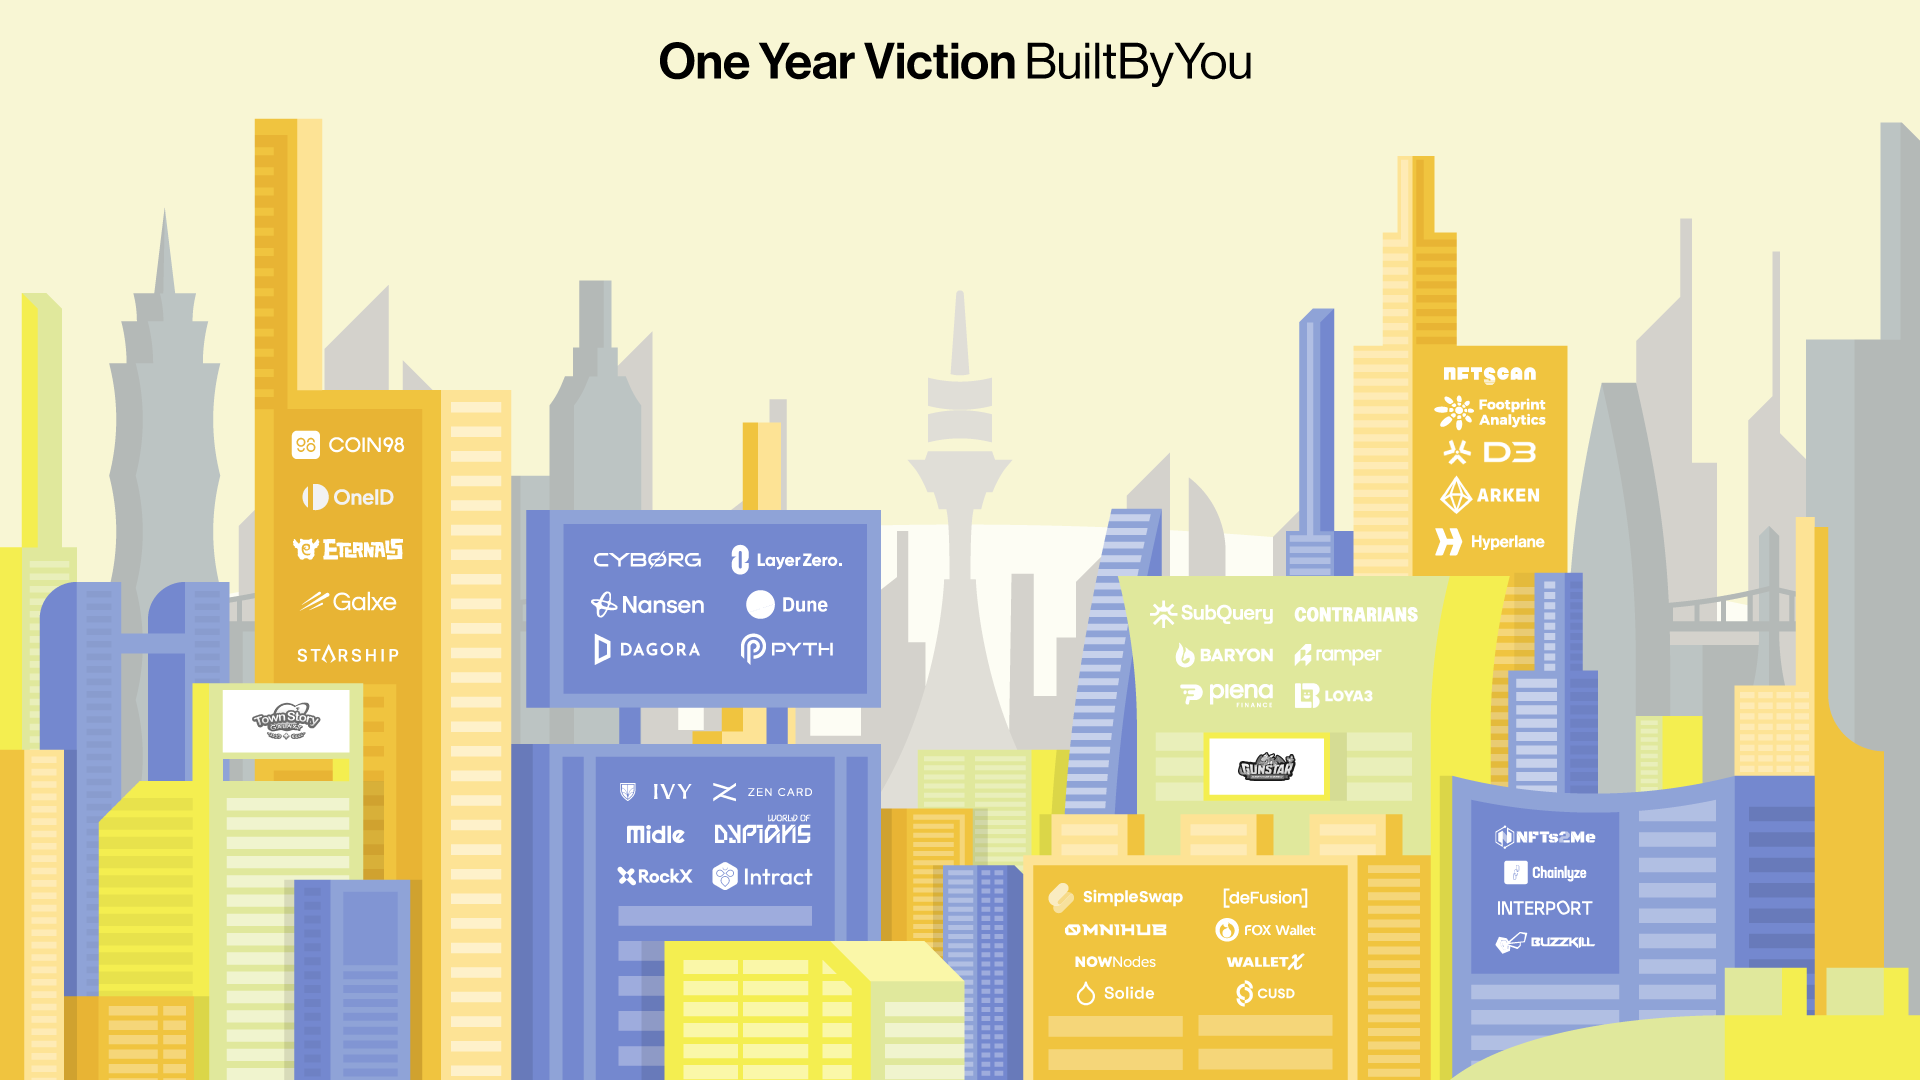 One Year Viction BuiltByYou
COIN98
OneID
ETERNALS
Galxe
STARSHIP
Town Story
CYBØRG
LayerZero.
Nansen
Dune
DAGORA
PYTH
IVY
ZEN CARD
Midle
WORLD OF
DYPIANS
RockX
Intract
SubQuery
CONTRARIANS
BARYON
ramper
piena
FINANCE
LOYA3
GUNSTAR
NFTSCAN
Footprint
Analytics
D3
ARKEN
Hyperlane
SimpleSwap
[deFusion]
OMNIHUB
FOX Wallet
NOWNodes
WALLETX
Solide
CUSD
NFTs2Me
Chainlyze
INTERPORT
BUZZKILL